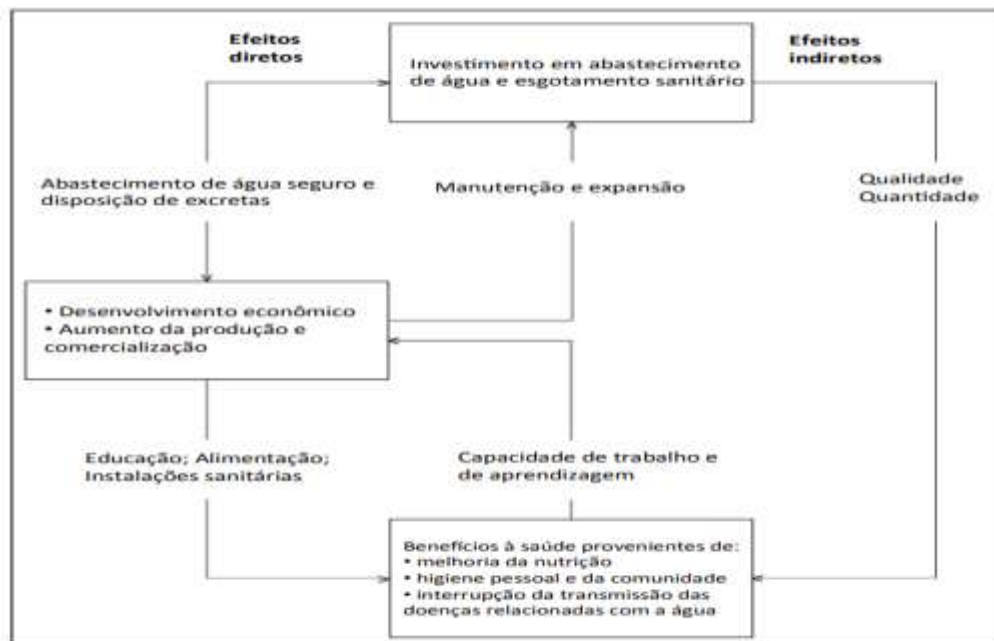 Efeitos
diretos
Investimento em abastecimento
de água e esgotamento sanitário
Efeitos
indiretos
Abastecimento de água seguro e
disposição de excretas
Manutenção e expansão
Qualidade
Quantidade
• Desenvolvimento econômico
• Aumento da produção e
comercialização
Educação; Alimentação;
Instalações sanitárias
Capacidade de trabalho e
de aprendizagem
Benefícios à saúde provenientes de:
• melhoria da nutrição
• higiene pessoal e da comunidade
• interrupção da transmissão das
doenças relacionadas com a água